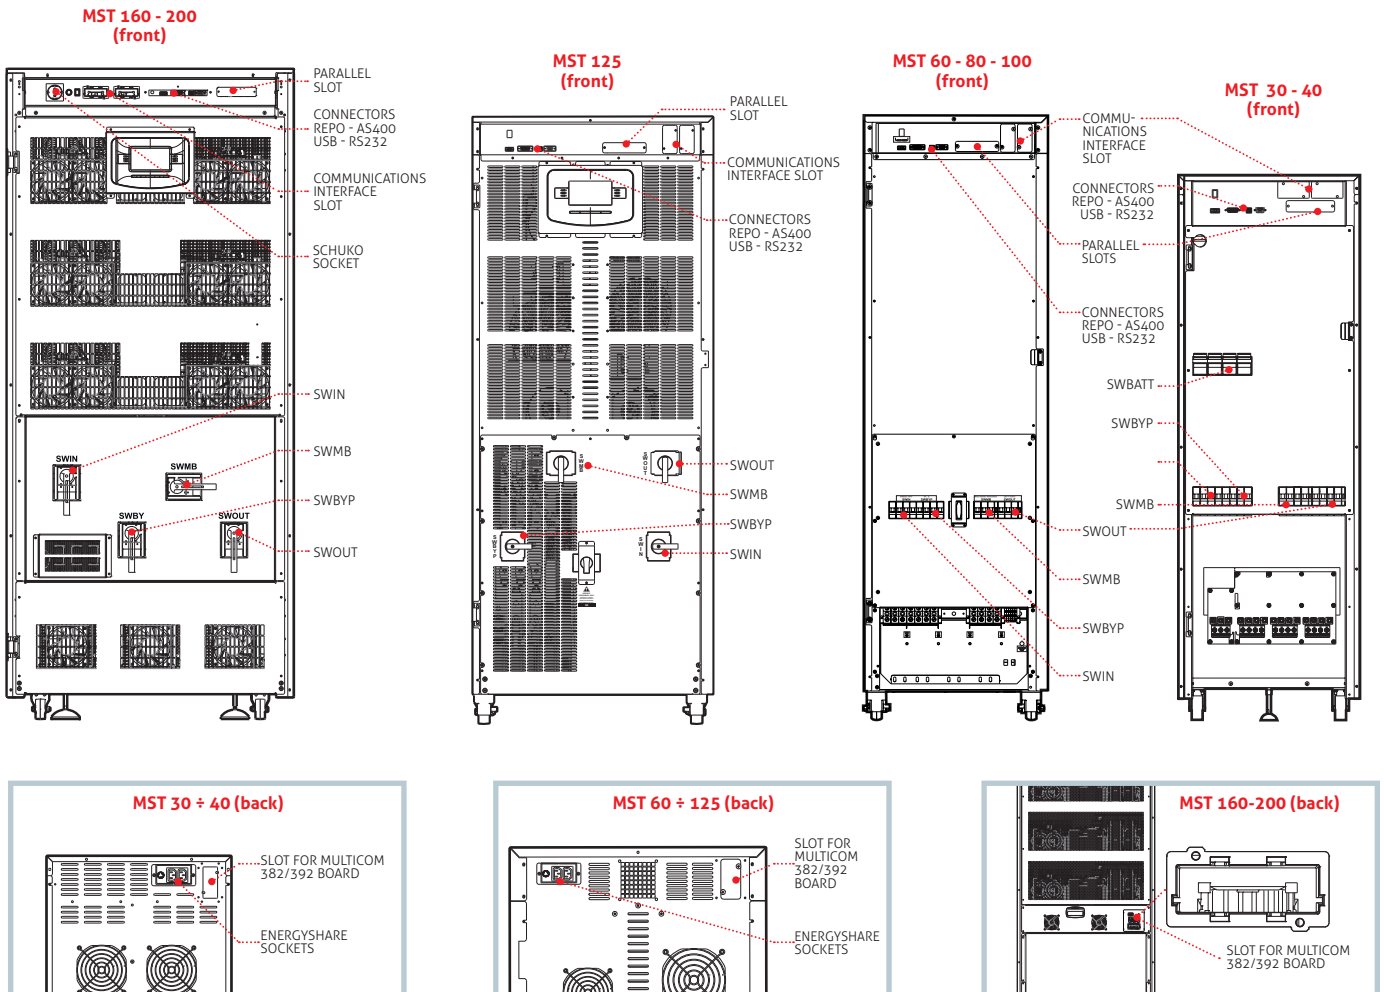 MST 160 - 200
(front)
PARALLEL
SLOT
CONNECTORS
REPO - AS400
USB - RS232
COMMUNICATIONS
INTERFACE
SLOT
SCHUKO
SOCKET
SWIN
SWMB
SWBYP
SWOUT
SWIN
SWMB
SWBY
SWOUT
MST 125
(front)
PARALLEL
SLOT
COMMUNICATIONS
INTERFACE SLOT
CONNECTORS
REPO - AS400
USB - RS232
SWOUT
SWMB
SWBYP
SWIN
SWMB
SWOUT
SWBYP
SWIN
MST 60 - 80 - 100
(front)
COMMU-
NICATIONS
INTERFACE
SLOT
CONNECTORS
REPO - AS400
USB - RS232
PARALLEL
SLOTS
CONNECTORS
REPO - AS400
USB - RS232
SWBATT
SWBYP
SWMB
SWOUT
SWMB
SWBYP
SWIN
MST 30 - 40
(front)
MST 30 ÷ 40 (back)
SLOT FOR MULTICOM
382/392 BOARD
ENERGYSHARE
SOCKETS
MST 60 ÷ 125 (back)
SLOT FOR
MULTICOM
382/392
BOARD
ENERGYSHARE
SOCKETS
MST 160-200 (back)
SLOT FOR MULTICOM
382/392 BOARD